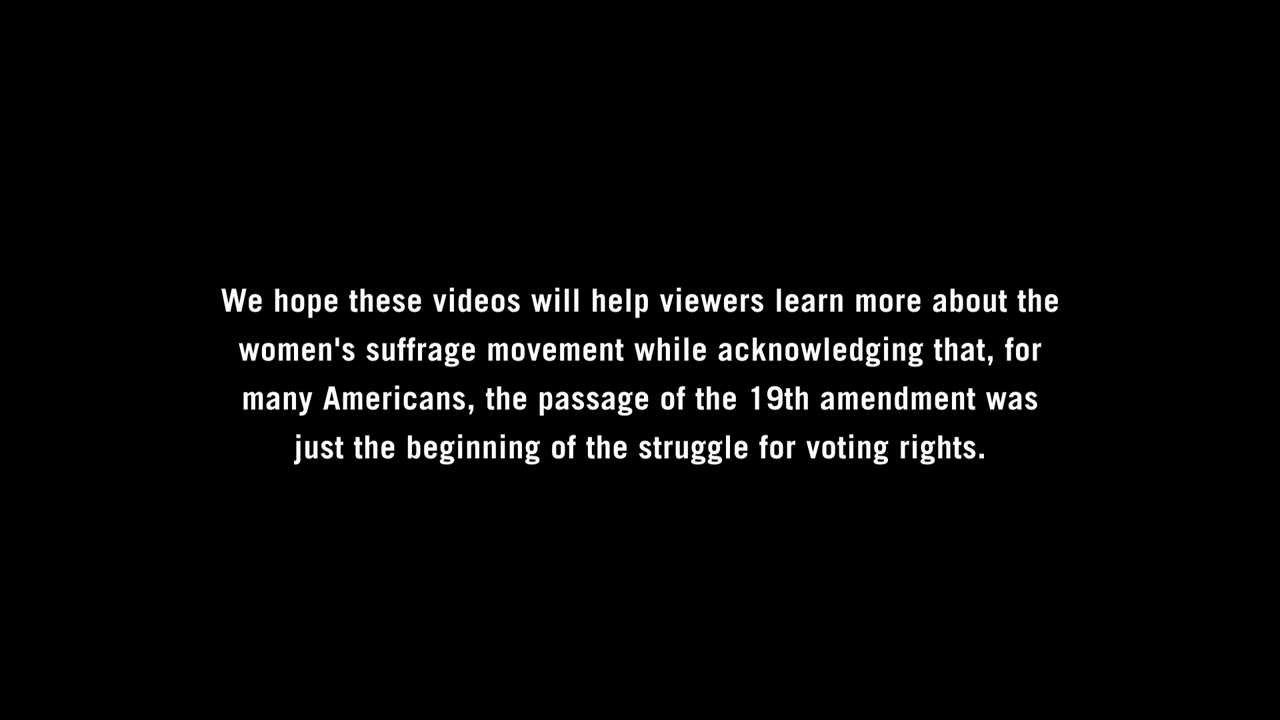 We hope these videos will help viewers learn more about the
women's suffrage movement while acknowledging that, for
many Americans, the passage of the 19th amendment was
just the beginning of the struggle for voting rights.